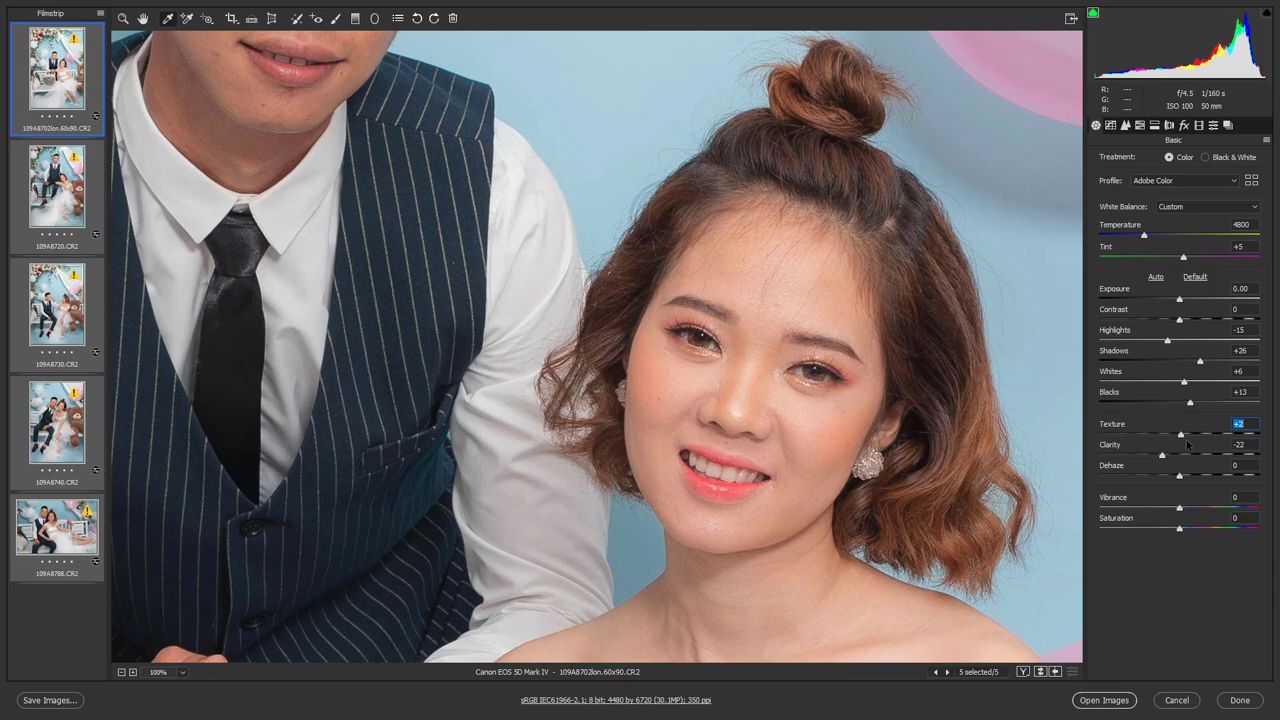 Filmstrip
109A8702lon.60x90.CR2
109A8720.CR2
109A8730.CR2
109A8740.CR2
109A8788.CR2
100%
Canon EOS 5D Mark IV - 109A8702lon.60x90.CR2
Y
5 selected/5
Save Images...
sRGB IEC61966-2.1; 8 bit; 4480 by 6720 (30.1MP); 350 ppi
Open Images
Cancel
Done
R: ---
G: ---
B: ---
f/4.5 1/160 s
ISO 100 50 mm
fx
Basic
Treatment: Color Black & White
Profile: Adobe Color
White Balance: Custom
Temperature 4800
Tint +5
Auto Default
Exposure 0.00
Contrast 0
Highlights -15
Shadows +26
Whites +6
Blacks +13
Texture +2
Clarity -22
Dehaze 0
Vibrance 0
Saturation 0